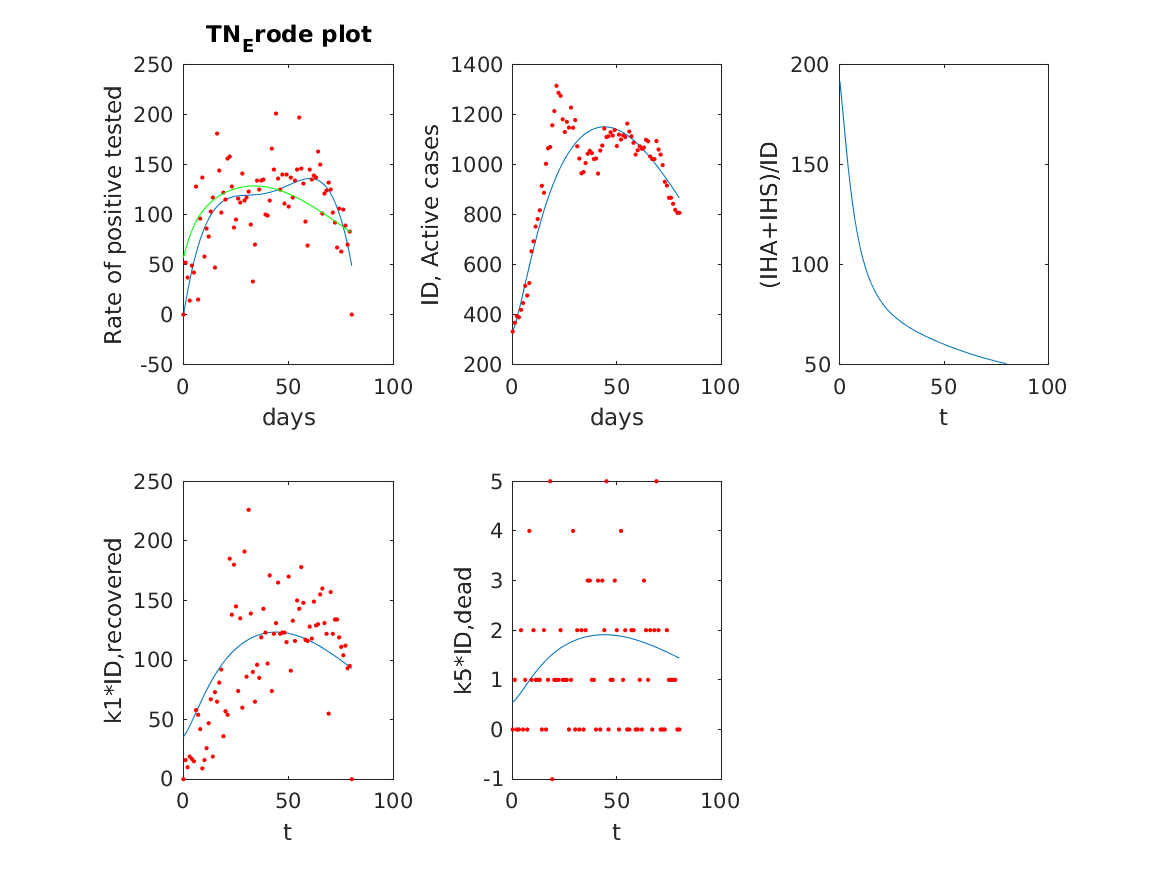 TN_Erode plot
250
200
150
100
50
0
-50
Rate of positive tested
0 50 100
days
1400
1200
1000
800
600
400
200
ID, Active cases
0 50 100
days
200
150
100
50
(IHA+IHS)/ID
0 50 100
t
250
200
150
100
50
0
k1*ID,recovered
0 50 100
t
5
4
3
2
1
0
-1
k5*ID,dead
0 50 100
t